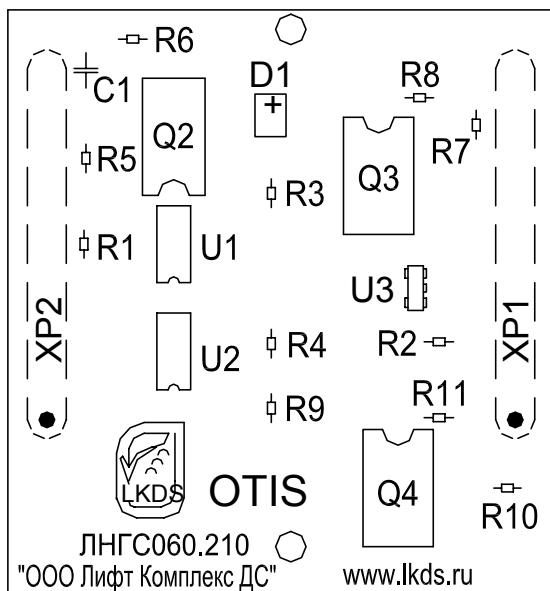 R6
C1
D1
R8
Q2
R7
R5
Q3
R3
R1
U1
U3
XP2
XP1
U2
R4
R2
R9
R11
LKDS
OTIS
Q4
R10
ЛНГС060.210
"ООО Лифт Комплекс ДС"
www.lkds.ru